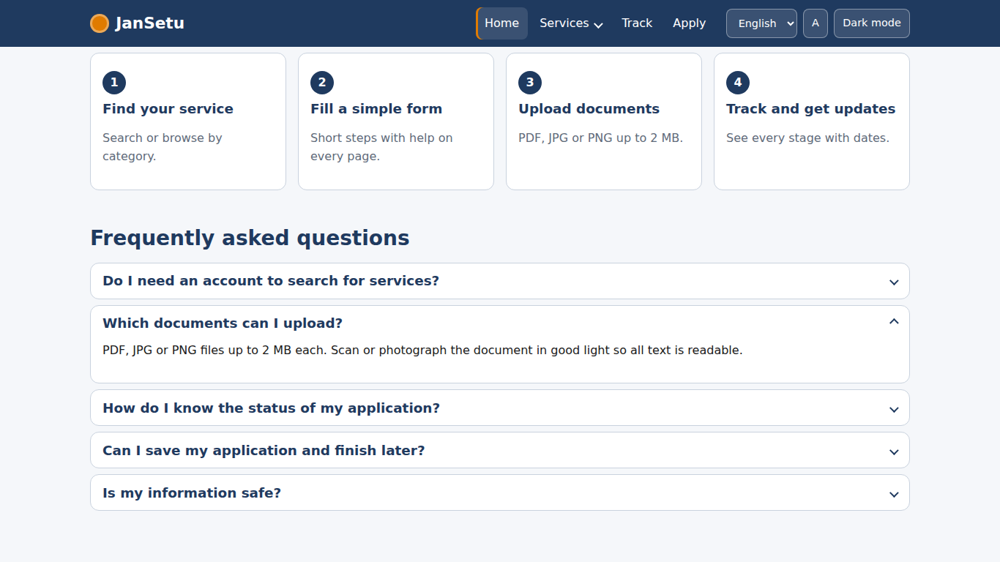 JanSetu
Home
Services
Track
Apply
English
A
Dark mode
1
Find your service
Search or browse by
category.
2
Fill a simple form
Short steps with help on
every page.
3
Upload documents
PDF, JPG or PNG up to 2 MB.
4
Track and get updates
See every stage with dates.
Frequently asked questions
Do I need an account to search for services?
Which documents can I upload?
PDF, JPG or PNG files up to 2 MB each. Scan or photograph the document in good light so all text is readable.
How do I know the status of my application?
Can I save my application and finish later?
Is my information safe?